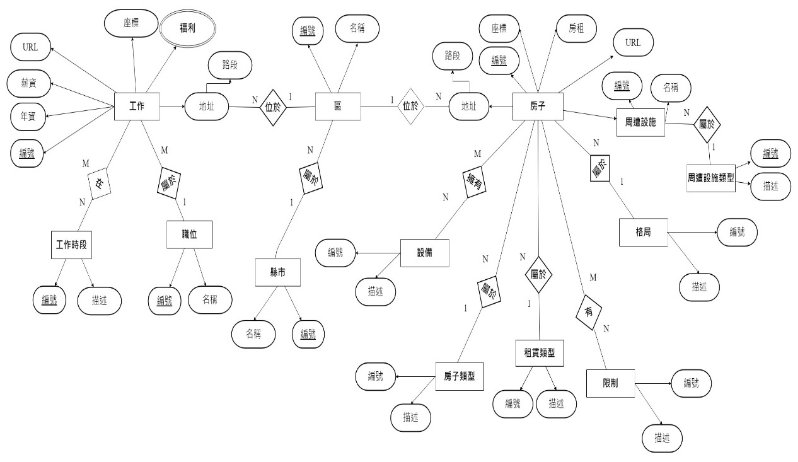 座標
福利
URL
薪資
年資
編號
工作
路段
地址
N
位於
1
編號
名稱
區
1
位於
N
路段
地址
座標
房租
編號
URL
房子
編號
名稱
周遭設施
N
屬於
1
周遭設施類型
編號
描述
M
在
N
工作時段
編號
描述
M
屬於
1
職位
編號
名稱
N
屬於
1
縣市
名稱
編號
M
擁有
N
設備
編號
描述
N
屬於
1
房子類型
編號
描述
N
屬於
1
租賃類型
編號
描述
M
有
N
限制
編號
描述
N
屬於
1
格局
編號
描述